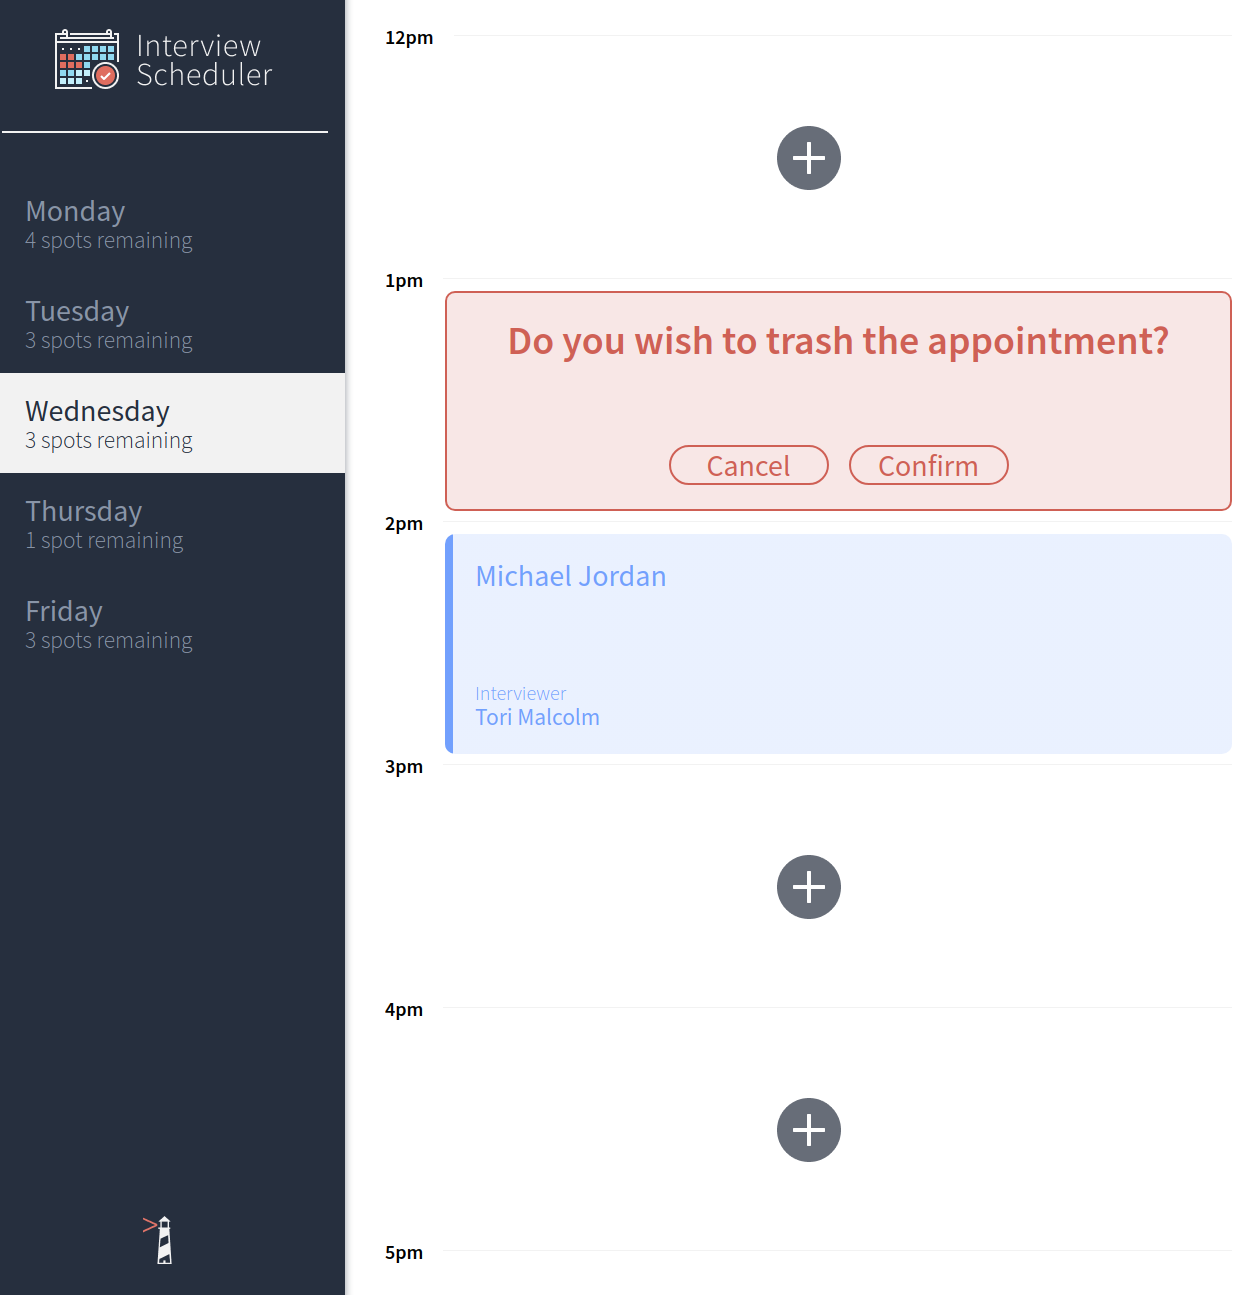 Interview
Scheduler
Monday
4 spots remaining
Tuesday
3 spots remaining
Wednesday
3 spots remaining
Thursday
1 spot remaining
Friday
3 spots remaining
12pm
1pm
Do you wish to trash the appointment?
Cancel Confirm
2pm
Michael Jordan
Interviewer
Tori Malcolm
3pm
4pm
5pm